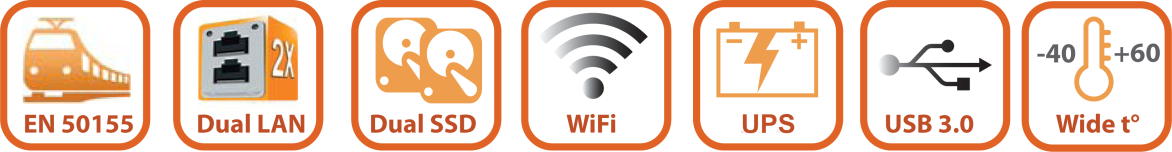 2X
-40 +60
EN 50155
Dual LAN
Dual SSD
WiFi
UPS
USB 3.0
Wide t°